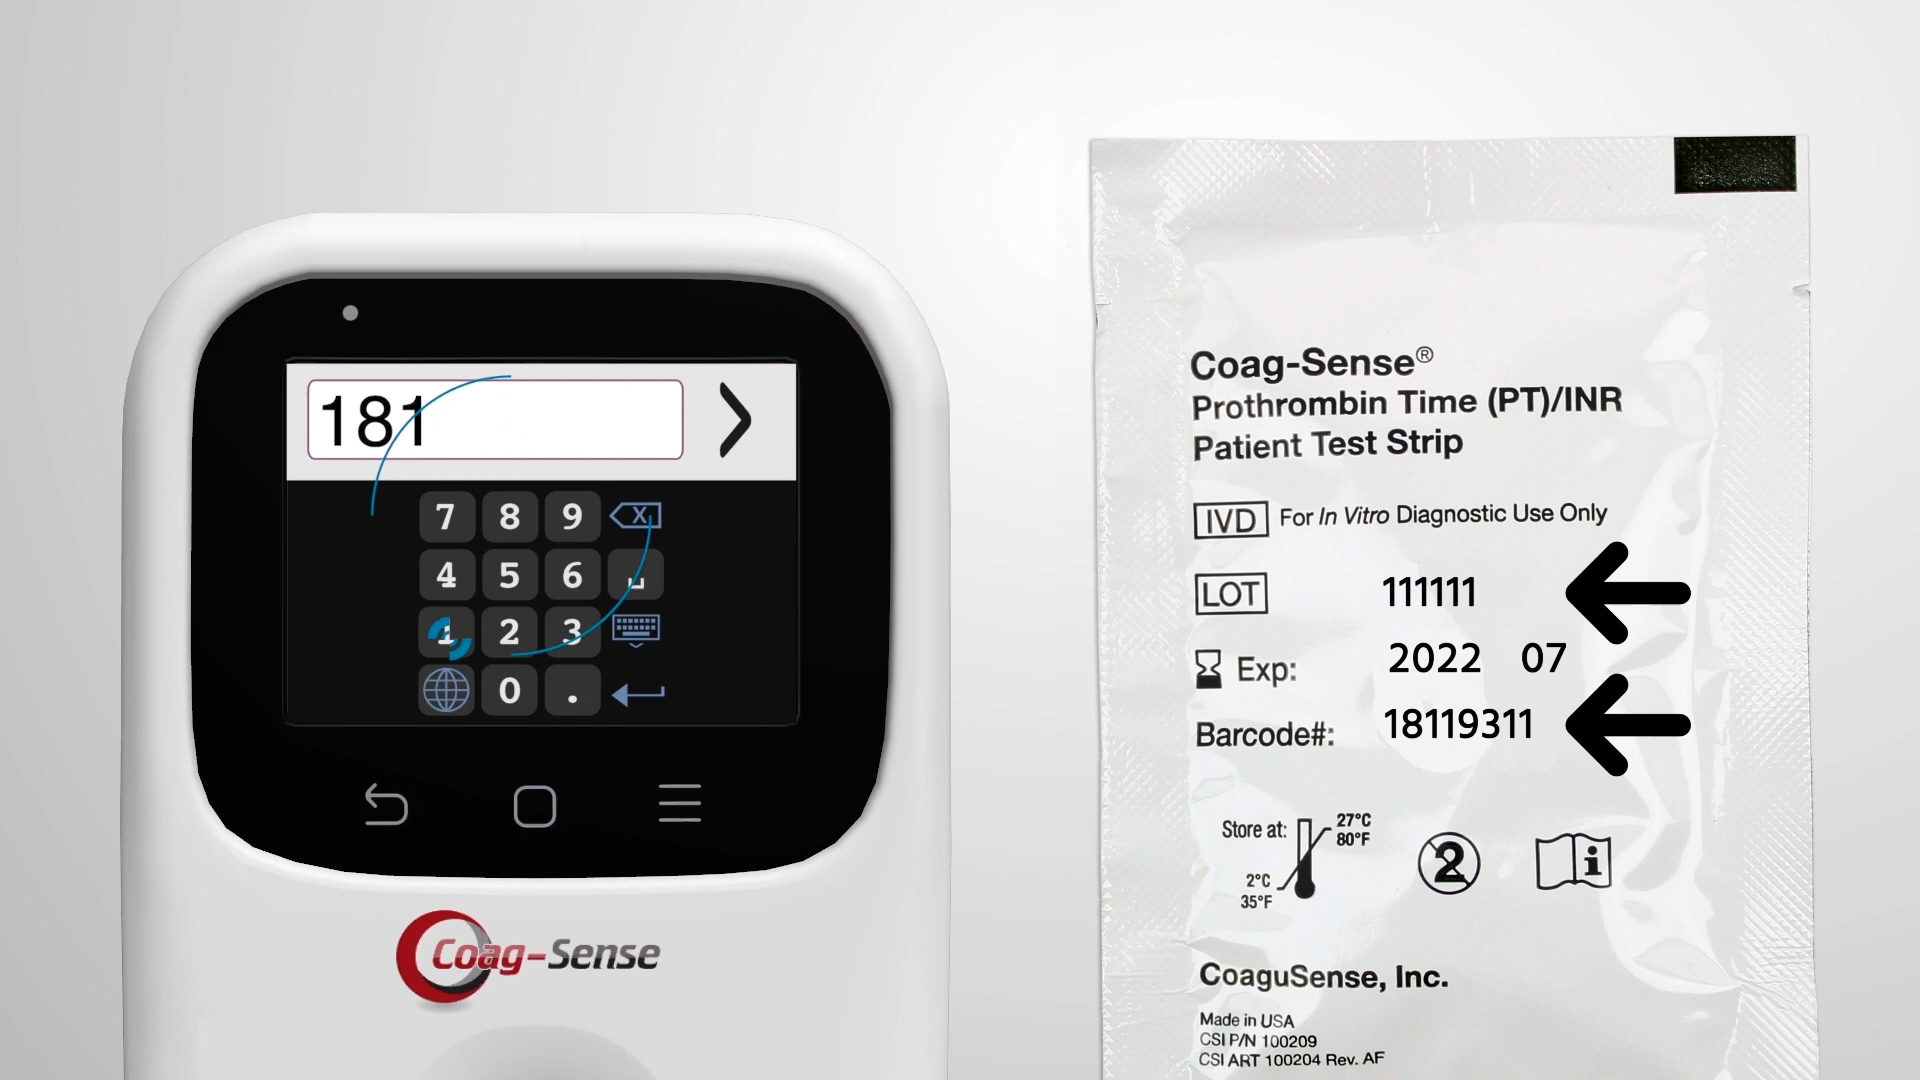 181
7 8 9 X
4 5 6
1 2 3
0 .
Coag-Sense
Coag-Sense®
Prothrombin Time (PT)/INR
Patient Test Strip
IVD For In Vitro Diagnostic Use Only
LOT 111111
Exp: 2022 07
Barcode#: 18119311
Store at: 27°C
80°F
2°C
35°F
2
i
CoaguSense, Inc.
Made in USA
CSI P/N 100209
CSI ART 100204 Rev. AF